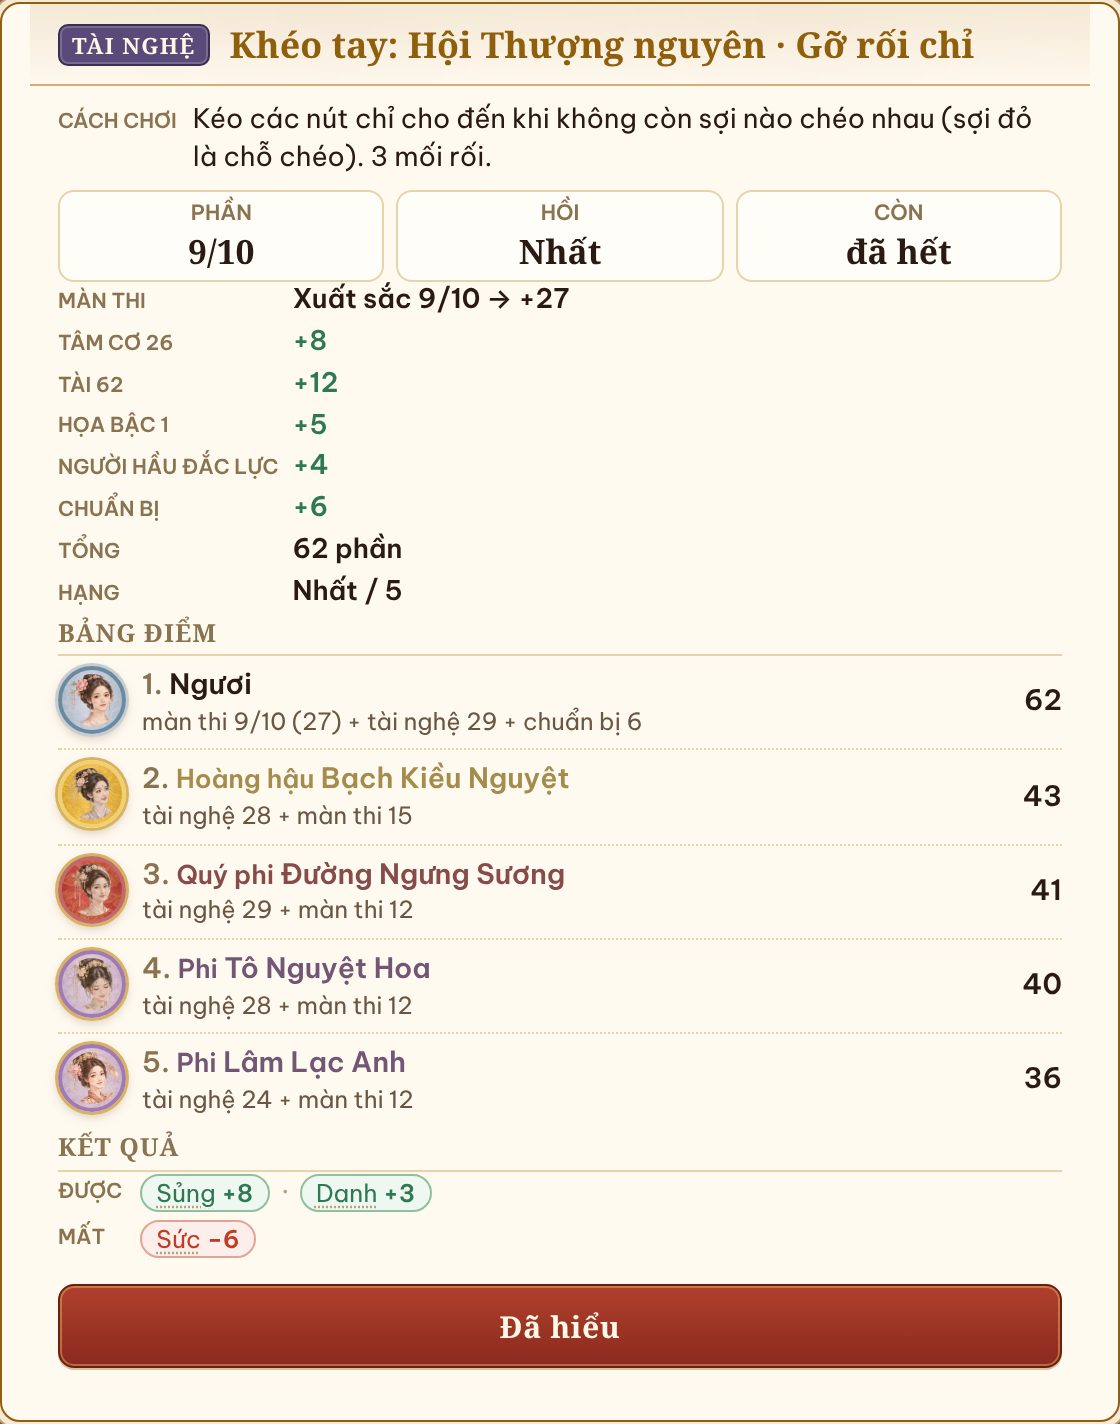 TÀI NGHỆ Khéo tay: Hội Thượng nguyên · Gỡ rối chỉ
CÁCH CHƠI Kéo các nút chỉ cho đến khi không còn sợi nào chéo nhau (sợi đỏ
là chỗ chéo). 3 mối rối.
PHẦN HỒI CÒN
9/10 Nhất đã hết
MÀN THI Xuất sắc 9/10 → +27
TÂM CƠ 26 +8
TÀI 62 +12
HỌA BẬC 1 +5
NGƯỜI HẦU ĐẮC LỰC +4
CHUẨN BỊ +6
TỔNG 62 phần
HẠNG Nhất / 5
BẢNG ĐIỂM
1. Ngươi 62
màn thi 9/10 (27) + tài nghệ 29 + chuẩn bị 6
2. Hoàng hậu Bạch Kiều Nguyệt 43
tài nghệ 28 + màn thi 15
3. Quý phi Đường Ngưng Sương 41
tài nghệ 29 + màn thi 12
4. Phi Tô Nguyệt Hoa 40
tài nghệ 28 + màn thi 12
5. Phi Lâm Lạc Anh 36
tài nghệ 24 + màn thi 12
KẾT QUẢ
ĐƯỢC Sủng +8 · Danh +3
MẤT Sức −6
Đã hiểu